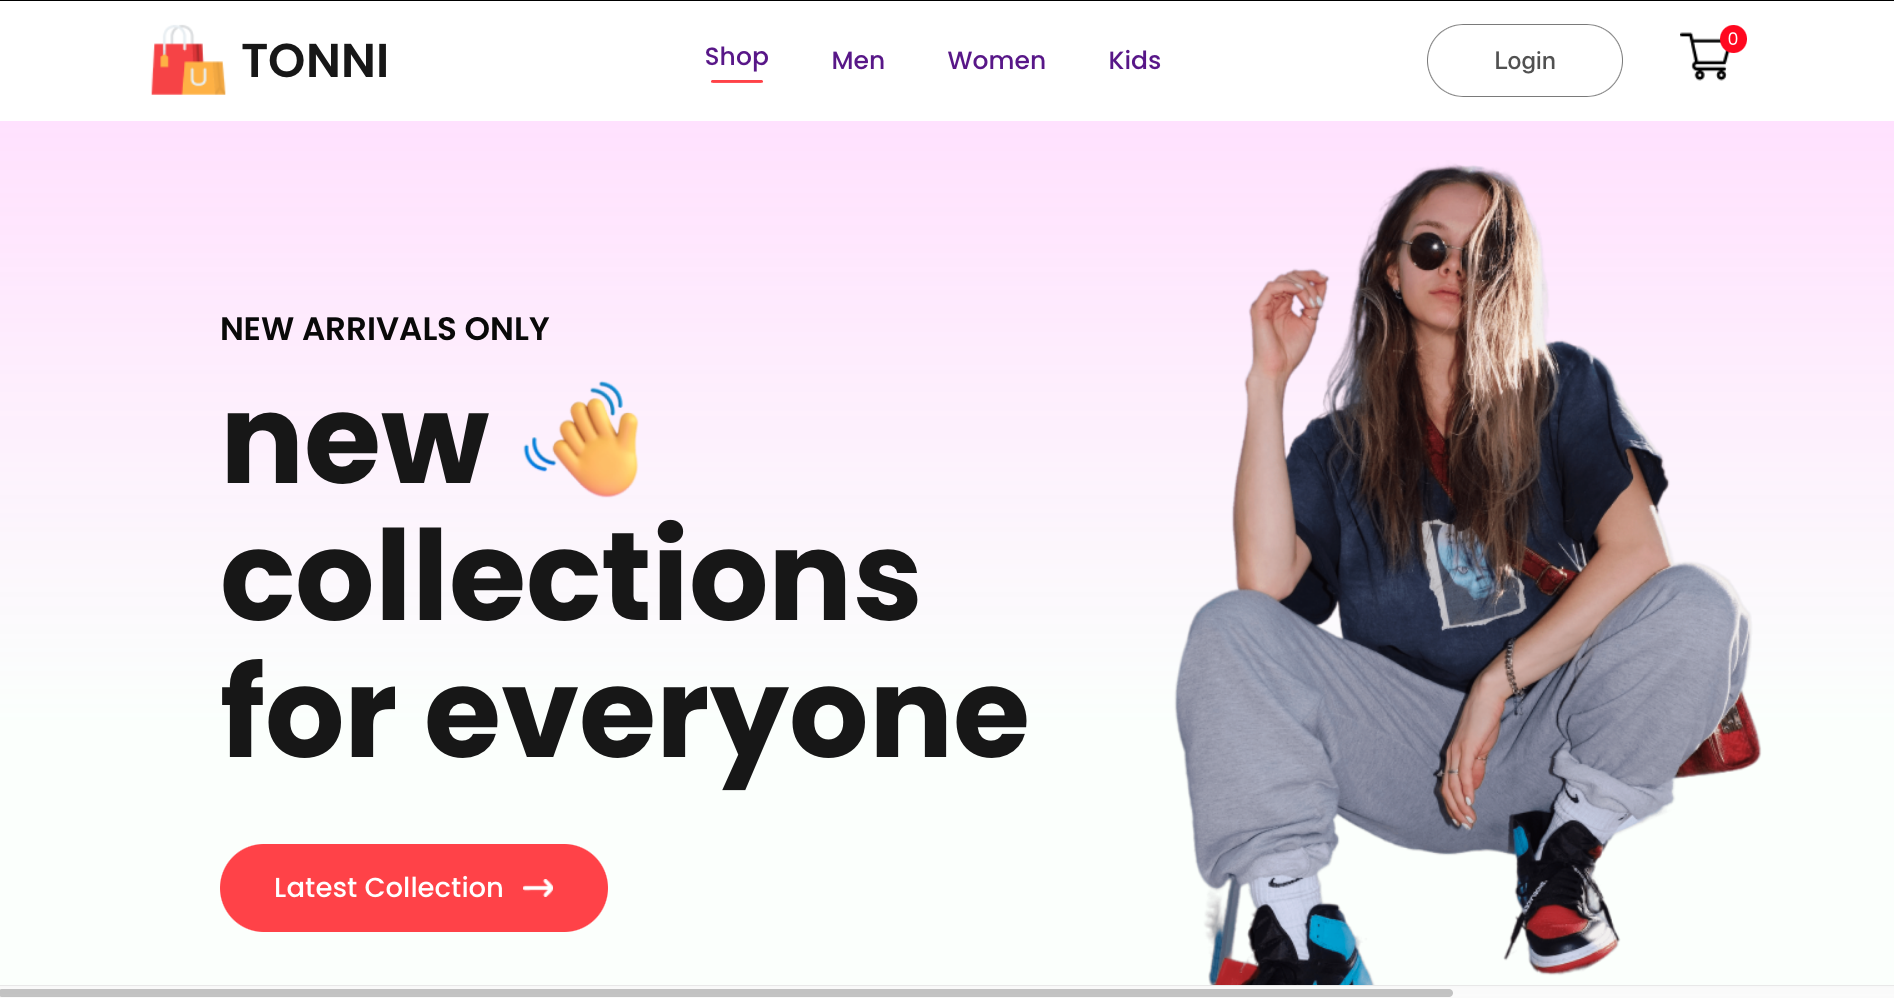 U
TONNI
Shop
Men
Women
Kids
Login
0
NEW ARRIVALS ONLY
new
collections
for everyone
Latest Collection